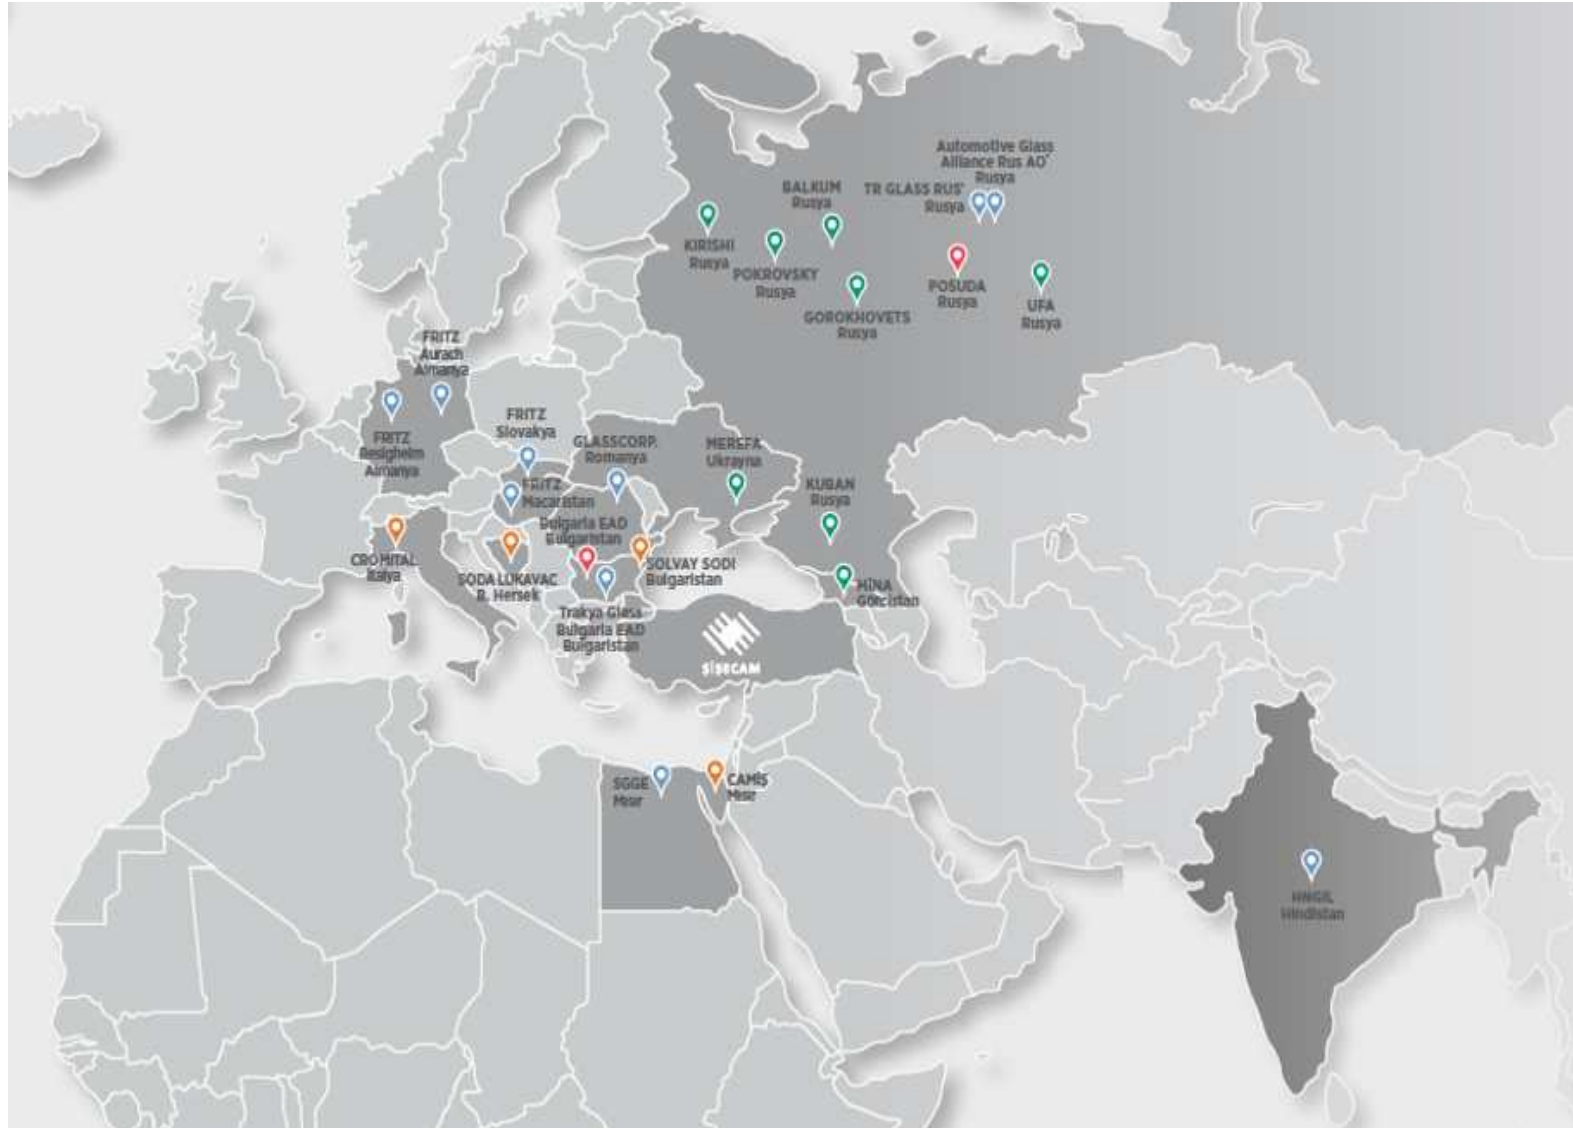 Automotive Glass
Alliance Rus AO*
Rusya
TR GLASS RUS*
Rusya
BALKUM
Rusya
KIRISHI
Rusya
POKROVSKY
Rusya
GOROKHOVETS
Rusya
POSUDA
Rusya
UFA
Rusya
FRITZ
Aurach
Almanya
FRITZ
Almanya
FRITZ
Slovakya
GLASSCORP.
Romanya
MEREFA
Ukrayna
KUBAN
Rusya
FRITZ
Macaristan
Bulgaria EAD
Bulgaristan
CROMITAL
İtalya
SODA LUKAVAC
B. Hersek
SOLVAY SODI
Bulgaristan
MİNA
Gürcistan
Trakya Glass
Bulgaria EAD
Bulgaristan
ŞİŞECAM
SGGE
Mısır
CAMİŞ
Mısır
HNGIL
Hindistan